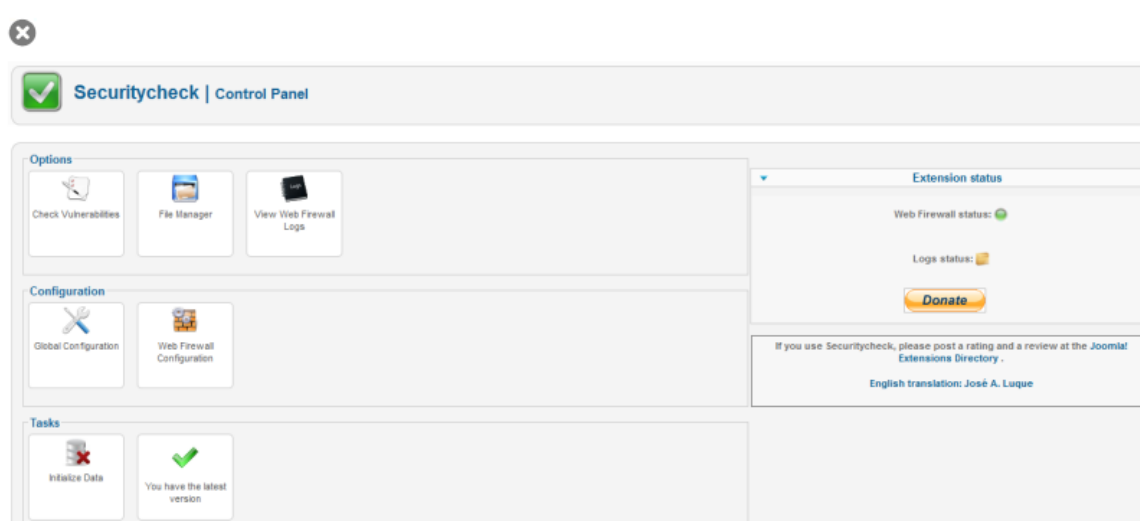 Securitycheck | Control Panel
Options
Check Vulnerabilities
File Manager
View Web Firewall
Logs
Logs
Configuration
Global Configuration
Web Firewall
Configuration
Tasks
Initialize Data
You have the latest
version
Extension status
Web Firewall status:
Logs status:
Donate
If you use Securitycheck, please post a rating and a review at the Joomla!
Extensions Directory .
English translation: José A. Luque